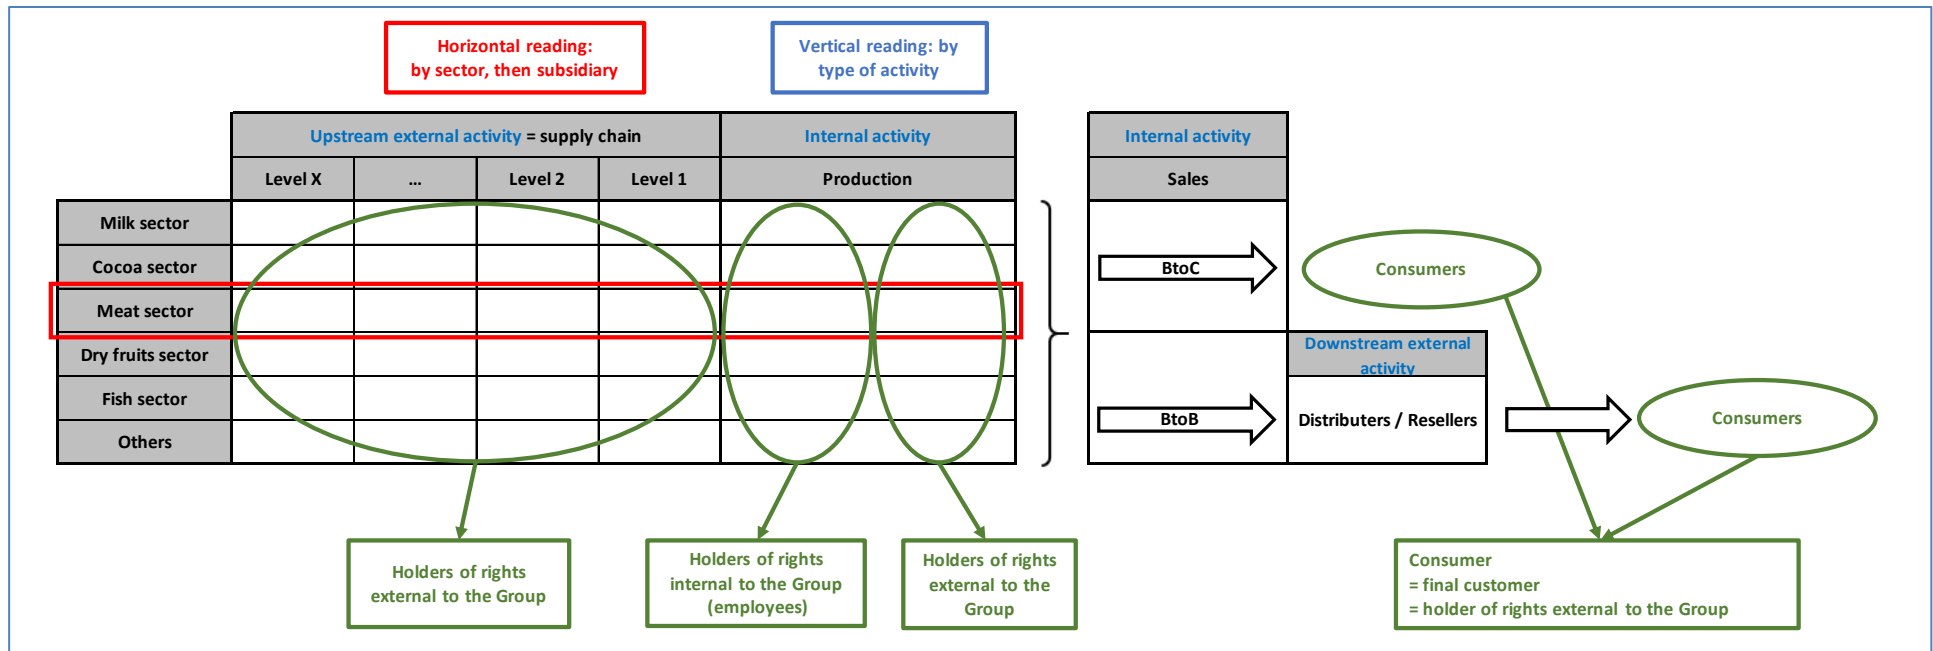 Horizontal reading:
by sector, then subsidiary
Vertical reading: by
type of activity
Upstream external activity = supply chain
Internal activity
Internal activity
Level X
...
Level 2
Level 1
Production
Sales
Milk sector
Cocoa sector
Meat sector
Dry fruits sector
Fish sector
Others
BtoC
Consumers
Downstream external
activity
BtoB
Distributers / Resellers
Consumers
Holders of rights
external to the Group
Holders of rights
internal to the Group
(employees)
Holders of rights
external to the
Group
Consumer
= final customer
= holder of rights external to the Group